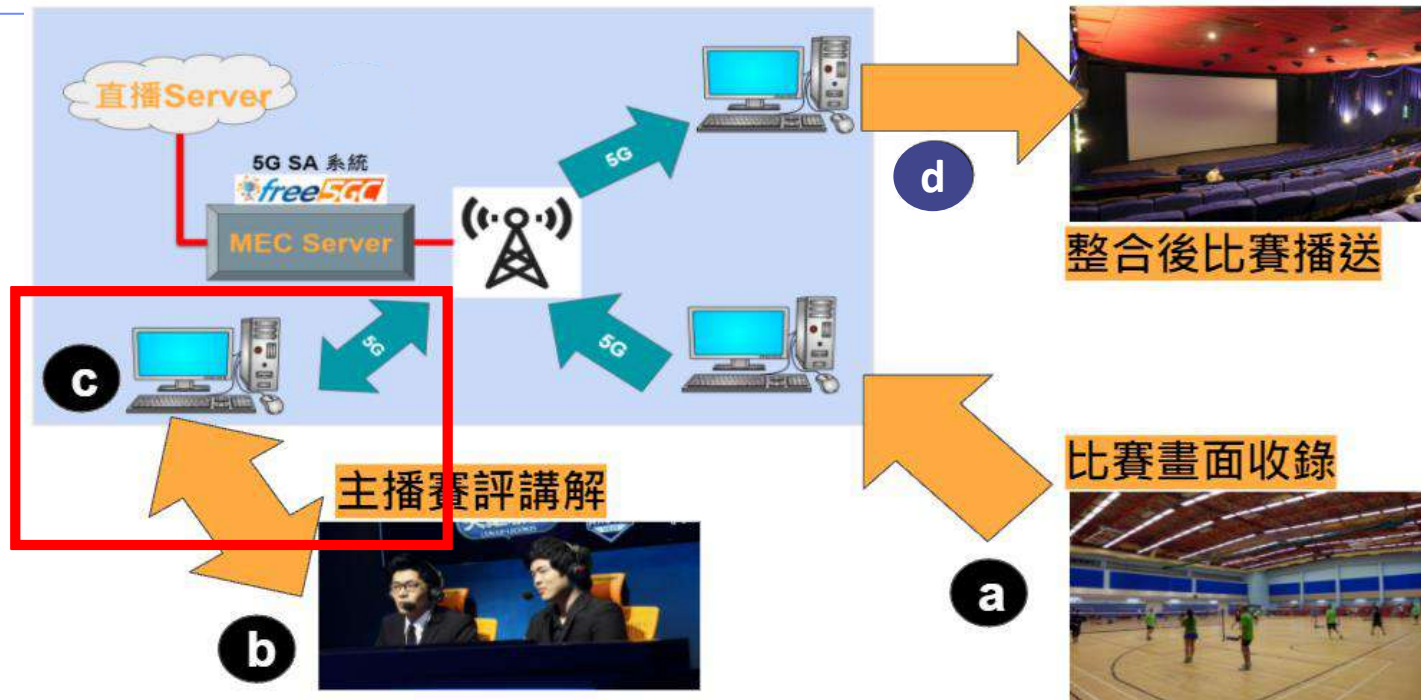 直播Server
5G SA 系統
free5GC
MEC Server
5G
5G
5G
a
b
c
d
整合後比賽播送
比賽畫面收錄
主播賽評講解